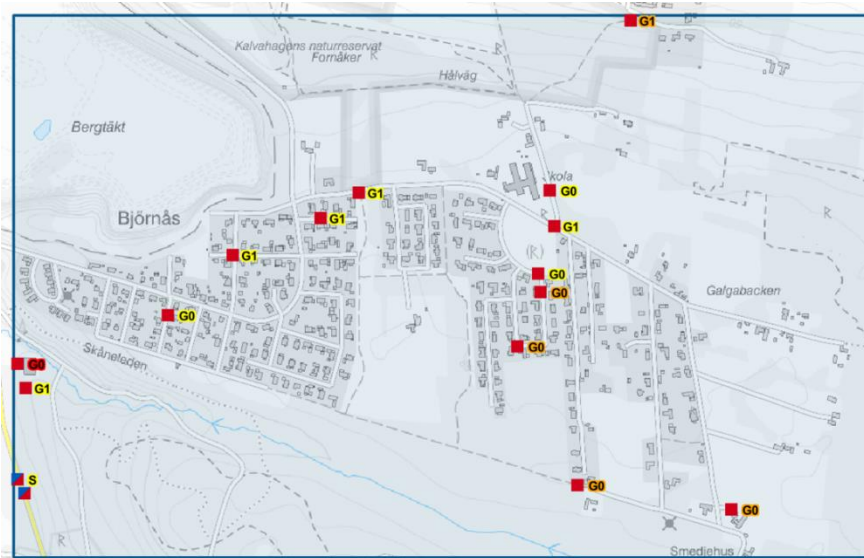 G1
Kalvahagens naturreservat
Fornåker
R
R
Hålväg
Bergtäkt
kola
G0
G1
Björnås
G1
R
G1
R
G1
(R)
G0
G0
Galgabacken
G0
Skåneleden
G0
G0
G1
S
G0
G0
R
Smedjehus